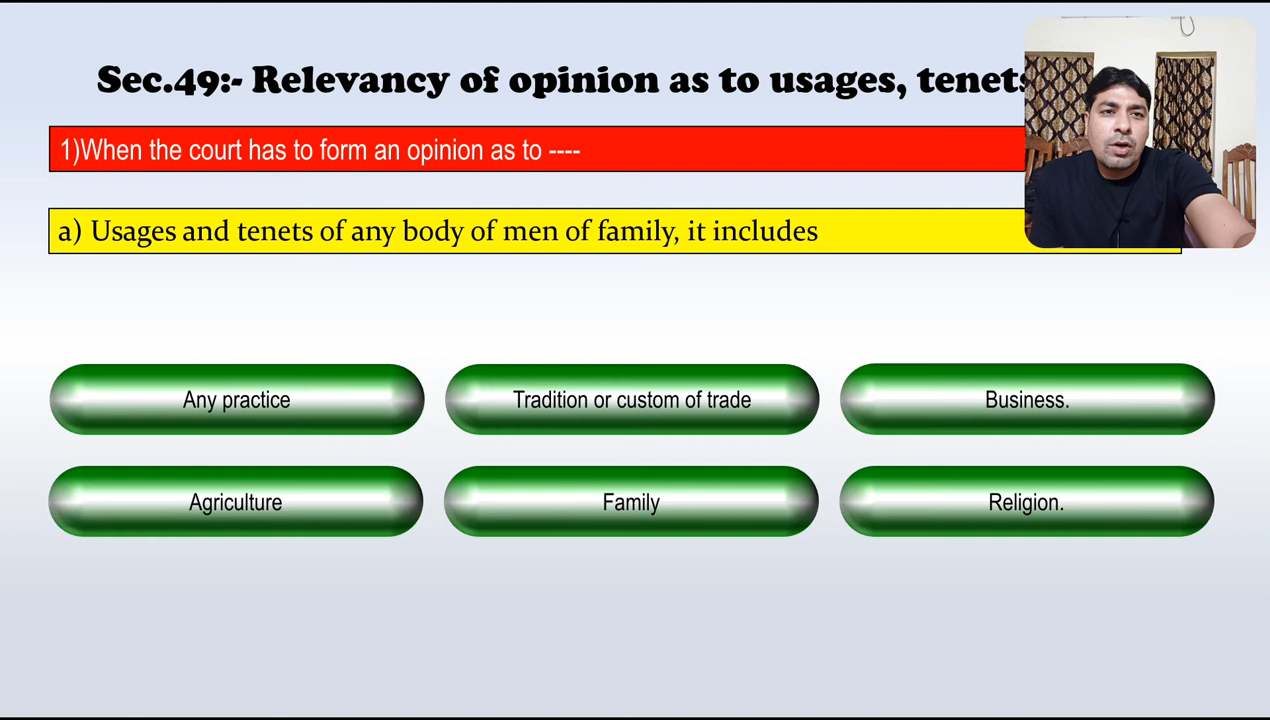 Sec.49:- Relevancy of opinion as to usages, tenets
1)When the court has to form an opinion as to ----
a) Usages and tenets of any body of men of family, it includes
Any practice
Tradition or custom of trade
Business.
Agriculture
Family
Religion.